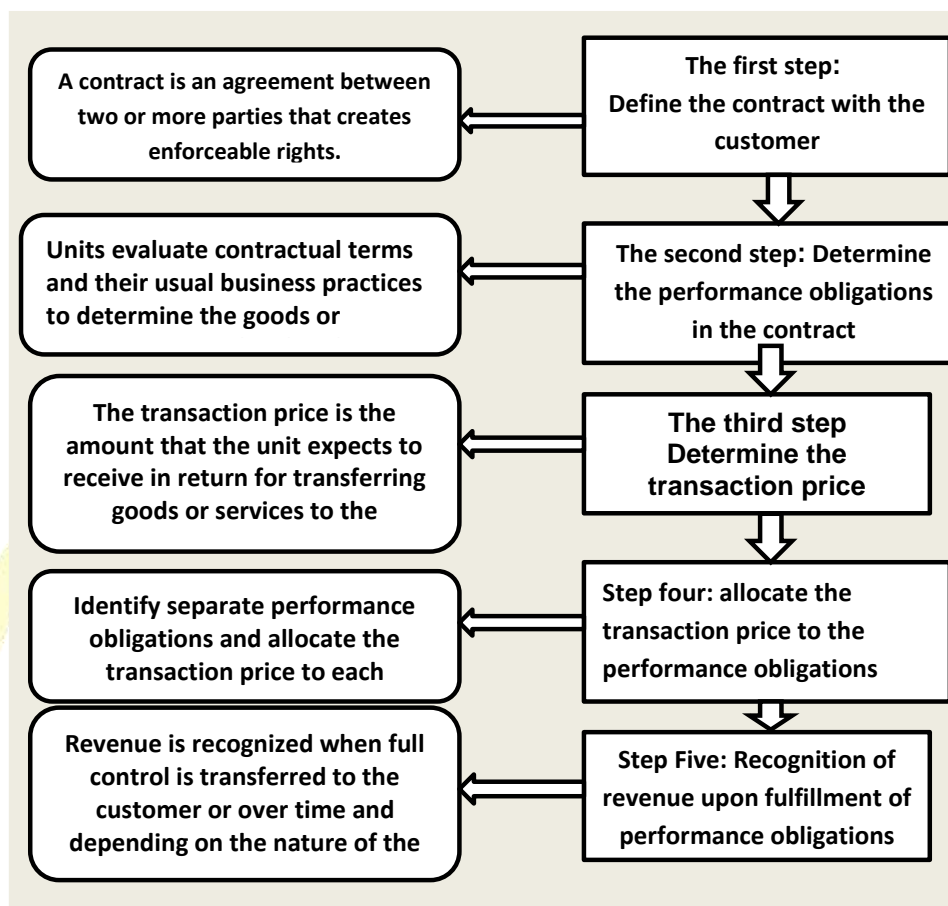 The first step:
Define the contract with the
customer
A contract is an agreement between
two or more parties that creates
enforceable rights.
The second step: Determine
the performance obligations
in the contract
Units evaluate contractual terms
and their usual business practices
to determine the goods or
The third step
Determine the
transaction price
The transaction price is the
amount that the unit expects to
receive in return for transferring
goods or services to the
Step four: allocate the
transaction price to the
performance obligations
Identify separate performance
obligations and allocate the
transaction price to each
Step Five: Recognition of
revenue upon fulfillment of
performance obligations
Revenue is recognized when full
control is transferred to the
customer or over time and
depending on the nature of the